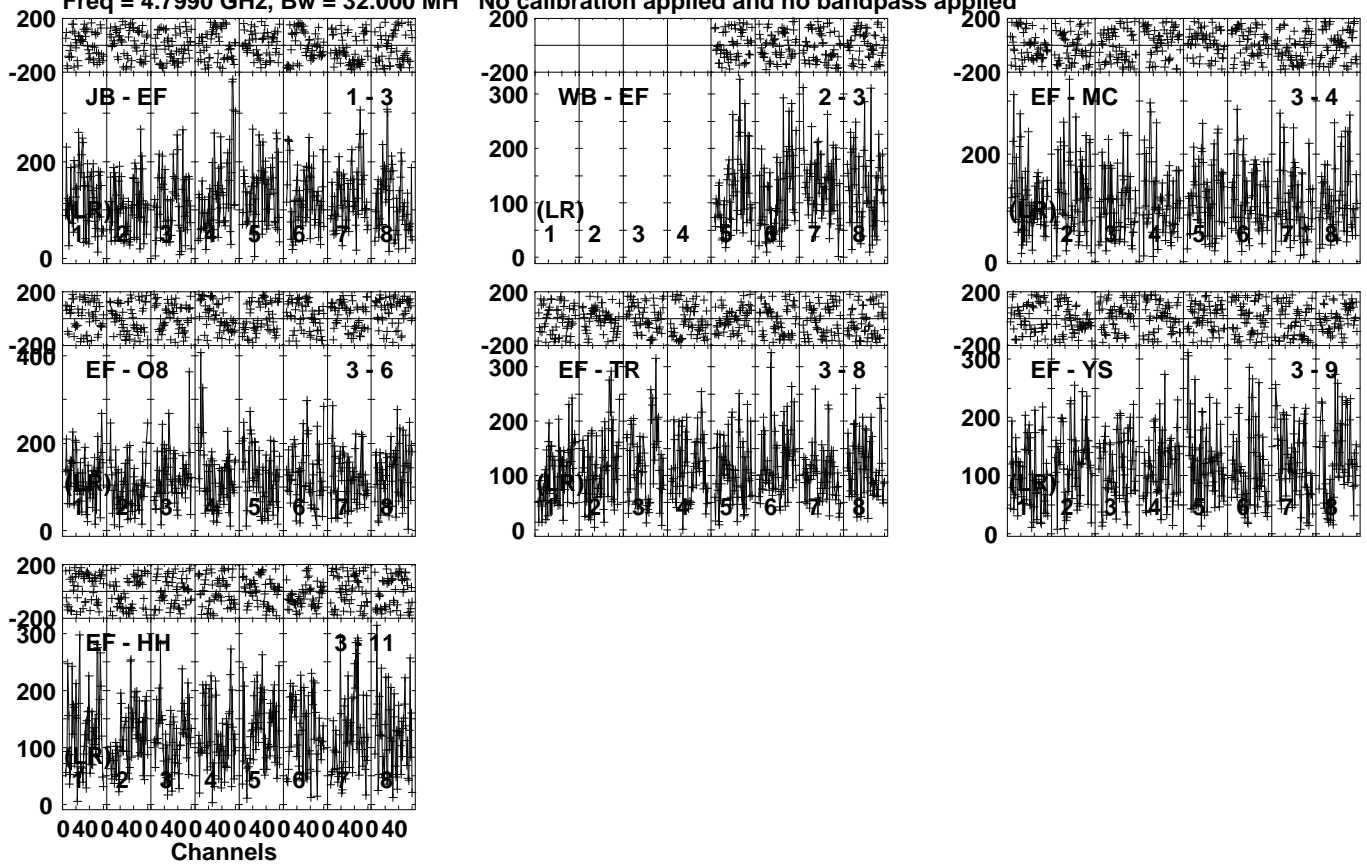 Freq = 4.7990 GHz, Bw = 32.000 MH No calibration applied and no bandpass applied
200 200 200
-200 -200 -200
JB - EF 1 - 3 300 WB - EF 2 - 3 EF - MC 3 - 4
200 200 200
100
(LR) (LR) (LR)
1 2 3 4 5 6 7 8 1 2 3 4 5 6 7 8 1 2 3 4 5 6 7 8
0 0 0
200 200 200
-200 -200 -200
400 EF - O8 3 - 6 300 EF - TR 3 - 8 300 EF - YS 3 - 9
200 200 200
100 100
(LR) (LR) (LR)
1 2 3 4 5 6 7 8 1 2 3 4 5 6 7 8 1 2 3 4 5 6 7 8
0 0 0
200
-200
300 EF - HH 3 - 11
200
100
(LR)
1 2 3 4 5 6 7 8
0
0 40 0 40 0 40 0 40 0 40 0 40 0 40 0 40
Channels